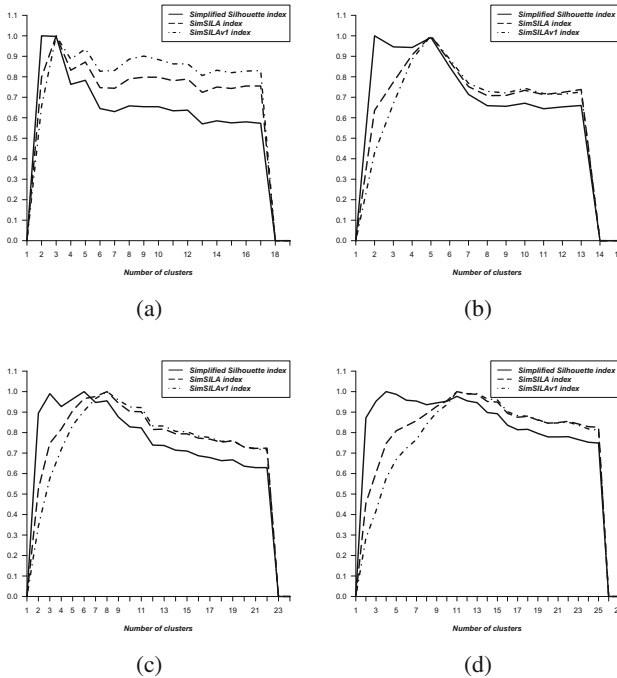 Simplified Silhouette index
SimSILA index
SimSILAv1 index
1.1
1.0
0.9
0.8
0.7
0.6
0.5
0.4
0.3
0.2
0.1
0.0
1 2 3 4 5 6 7 8 9 10 11 12 13 14 16 18
Number of clusters
(a)
Simplified Silhouette index
SimSILA index
SimSILAv1 index
1.1
1.0
0.9
0.8
0.7
0.6
0.5
0.4
0.3
0.2
0.1
0.0
1 2 3 4 5 6 7 8 9 10 11 12 13 14 15
Number of clusters
(b)
Simplified Silhouette index
SimSILA index
SimSILAv1 index
1.1
1.0
0.9
0.8
0.7
0.6
0.5
0.4
0.3
0.2
0.1
0.0
1 2 3 4 5 6 7 8 9 11 13 15 17 19 21 23
Number of clusters
(c)
Simplified Silhouette index
SimSILA index
SimSILAv1 index
1.1
1.0
0.9
0.8
0.7
0.6
0.5
0.4
0.3
0.2
0.1
0.0
1 3 5 7 9 11 13 15 17 19 21 23 25
Number of clusters
(d)